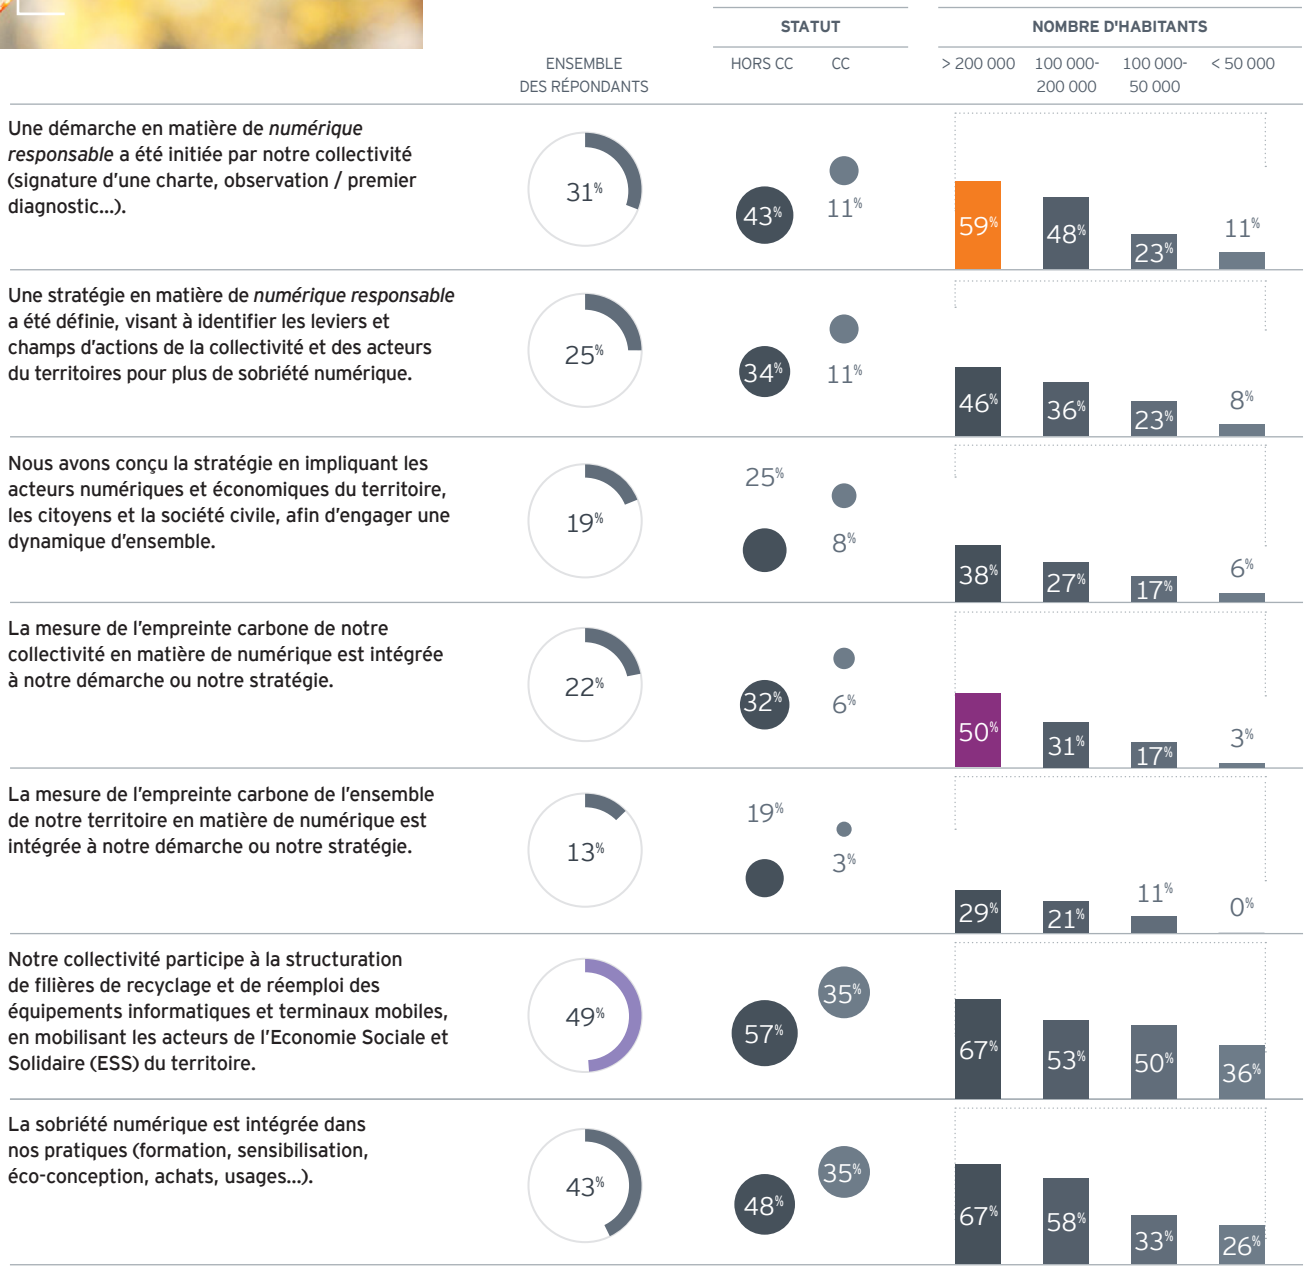 STATUT
NOMBRE D'HABITANTS
ENSEMBLE
DES RÉPONDANTS
HORS CC
CC
> 200 000
100 000-
200 000
100 000-
50 000
< 50 000
Une démarche en matière de numérique
responsable a été initiée par notre collectivité
(signature d'une charte, observation / premier
diagnostic...).
31%
43%
11%
59%
48%
23%
11%
Une stratégie en matière de numérique responsable
a été définie, visant à identifier les leviers et
champs d'actions de la collectivité et des acteurs
du territoires pour plus de sobriété numérique.
25%
34%
11%
46%
36%
23%
8%
Nous avons conçu la stratégie en impliquant les
acteurs numériques et économiques du territoire,
les citoyens et la société civile, afin d'engager une
dynamique d'ensemble.
19%
25%
8%
38%
27%
17%
6%
La mesure de l'empreinte carbone de notre
collectivité en matière de numérique est intégrée
à notre démarche ou notre stratégie.
22%
32%
6%
50%
31%
17%
3%
La mesure de l'empreinte carbone de l'ensemble
de notre territoire en matière de numérique est
intégrée à notre démarche ou notre stratégie.
13%
19%
3%
29%
21%
11%
0%
Notre collectivité participe à la structuration
de filières de recyclage et de réemploi des
équipements informatiques et terminaux mobiles,
en mobilisant les acteurs de l'Economie Sociale et
Solidaire (ESS) du territoire.
49%
57%
35%
67%
53%
50%
36%
La sobriété numérique est intégrée dans
nos pratiques (formation, sensibilisation,
éco-conception, achats, usages...).
43%
48%
35%
67%
58%
33%
26%